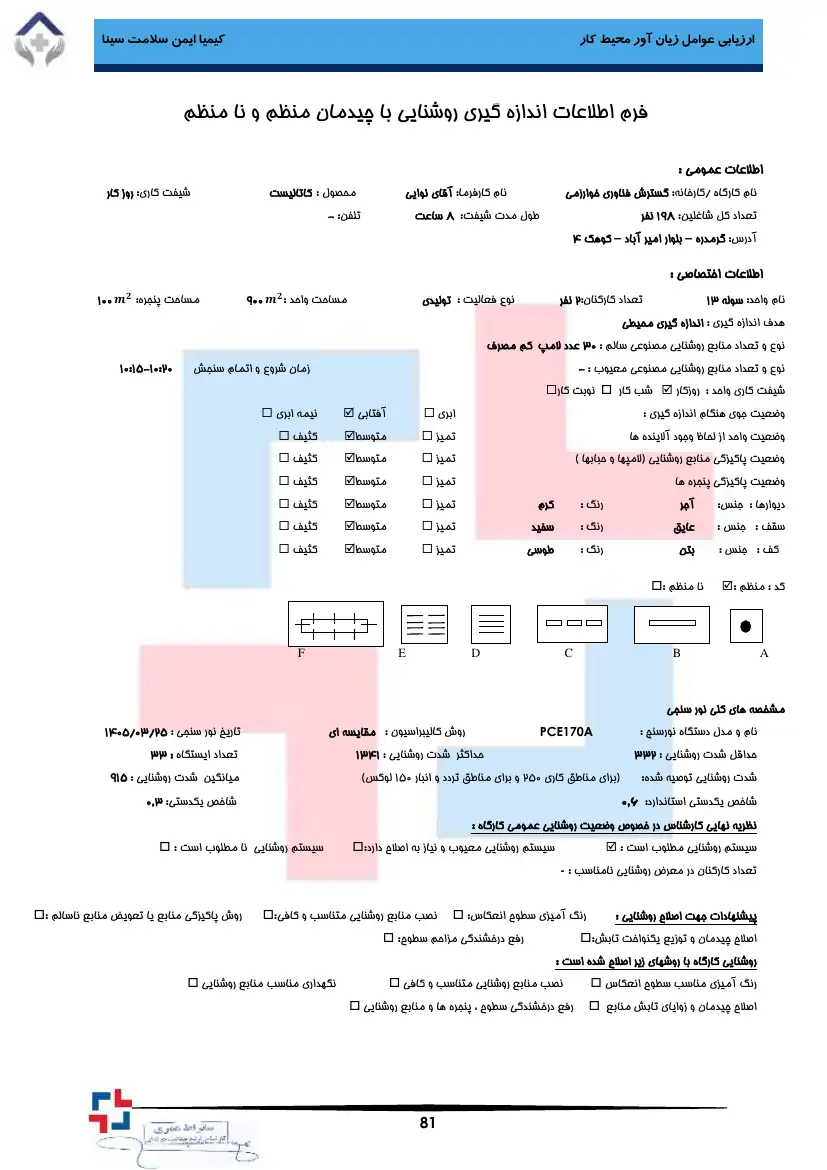 ارزیابی عوامل زیان آور محیط کار کیمیا ایمن سلامت سینا
فرم اطلاعات اندازه گیری روشنایی با چیدمان منظم و نا منظم
اطلاعات عمومی :
نام کارگاه /کارخانه: گسترش فناوری خوارزمی نام کارفرما: آقای نوایی محصول : کاتالیست شیفت کاری: روز کار
تعداد کل شاغلین: ۱۹۸ نفر طول مدت شیفت: ۸ ساعت تلفن: -
آدرس: گرمدره – بلوار امیر آباد – کوهک ۴
اطلاعات اختصاصی :
نام واحد: سوله ۱۳ تعداد کارکنان:۲ نفر نوع فعالیت : تولیدی مساحت واحد : ۹۰۰ m² مساحت پنجره: ۱۰۰ m²
هدف اندازه گیری : اندازه گیری محیطی
نوع و تعداد منابع روشنایی مصنوعی سالم : ۳۰ عدد لامپ کم مصرف
نوع و تعداد منابع روشنایی مصنوعی معیوب : - زمان شروع و اتمام سنجش ۱۰:۱۵-۱۰:۲۰
شیفت کاری واحد : روزکار ☑ شب کار ☐ نوبت کار☐
وضعیت جوی هنگام اندازه گیری : ابری ☐ آفتابی ☑ نیمه ابری ☐
وضعیت واحد از لحاظ وجود آلاینده ها تمیز ☐ متوسط☑ کثیف ☐
وضعیت پاکیزگی منابع روشنایی (لامپها و حبابها ) تمیز ☐ متوسط☑ کثیف ☐
وضعیت پاکیزگی پنجره ها تمیز ☐ متوسط☑ کثیف ☐
دیوارها : جنس: آجر رنگ : کرم تمیز ☐ متوسط☑ کثیف ☐
سقف : جنس : عایق رنگ : سفید تمیز ☐ متوسط☑ کثیف ☐
کف : جنس : بتن رنگ : طوسی تمیز ☐ متوسط☑ کثیف ☐
کد : منظم :☑ نا منظم :☐
F E D C B A
مشخصه های کلی نور سنجی
نام و مدل دستگاه نورسنج : PCE170A روش کالیبراسیون : مقایسه ای تاریخ نور سنجی : ۱۴۰۵/۰۳/۲۵
حداقل شدت روشنایی : ۳۳۲ حداکثر شدت روشنایی : ۱۳۴۱ تعداد ایستگاه : ۳۳
شدت روشنایی توصیه شده: (برای مناطق کاری ۲۵۰ و برای مناطق تردد و انبار ۱۵۰ لوکس) میانگین شدت روشنایی : ۹۱۵
شاخص یکدستی استاندارد: ۰,۶ شاخص یکدستی: ۰,۳
نظریه نهایی کارشناس در خصوص وضعیت روشنایی عمومی کارگاه :
سیستم روشنایی مطلوب است : ☑ سیستم روشنایی معیوب و نیاز به اصلاح دارد:☐ سیستم روشنایی نا مطلوب است : ☐
تعداد کارکنان در معرض روشنایی نامناسب : -
پیشنهادات جهت اصلاح روشنایی : رنگ آمیزی سطوح انعکاس: ☐ نصب منابع روشنایی متناسب و کافی:☐ روش پاکیزگی منابع یا تعویض منابع ناسالم :☐
اصلاح چیدمان و توزیع یکنواخت تابش:☐ رفع درخشندگی مزاحم سطوح: ☐
روشنایی کارگاه با روشهای زیر اصلاح شده است :
رنگ آمیزی مناسب سطوح انعکاس ☐ نصب منابع روشنایی متناسب و کافی ☐ نگهداری مناسب منابع روشنایی ☐
اصلاح چیدمان و زوایای تابش منابع ☐ رفع درخشندگی سطوح ، پنجره ها و منابع روشنایی ☐
81